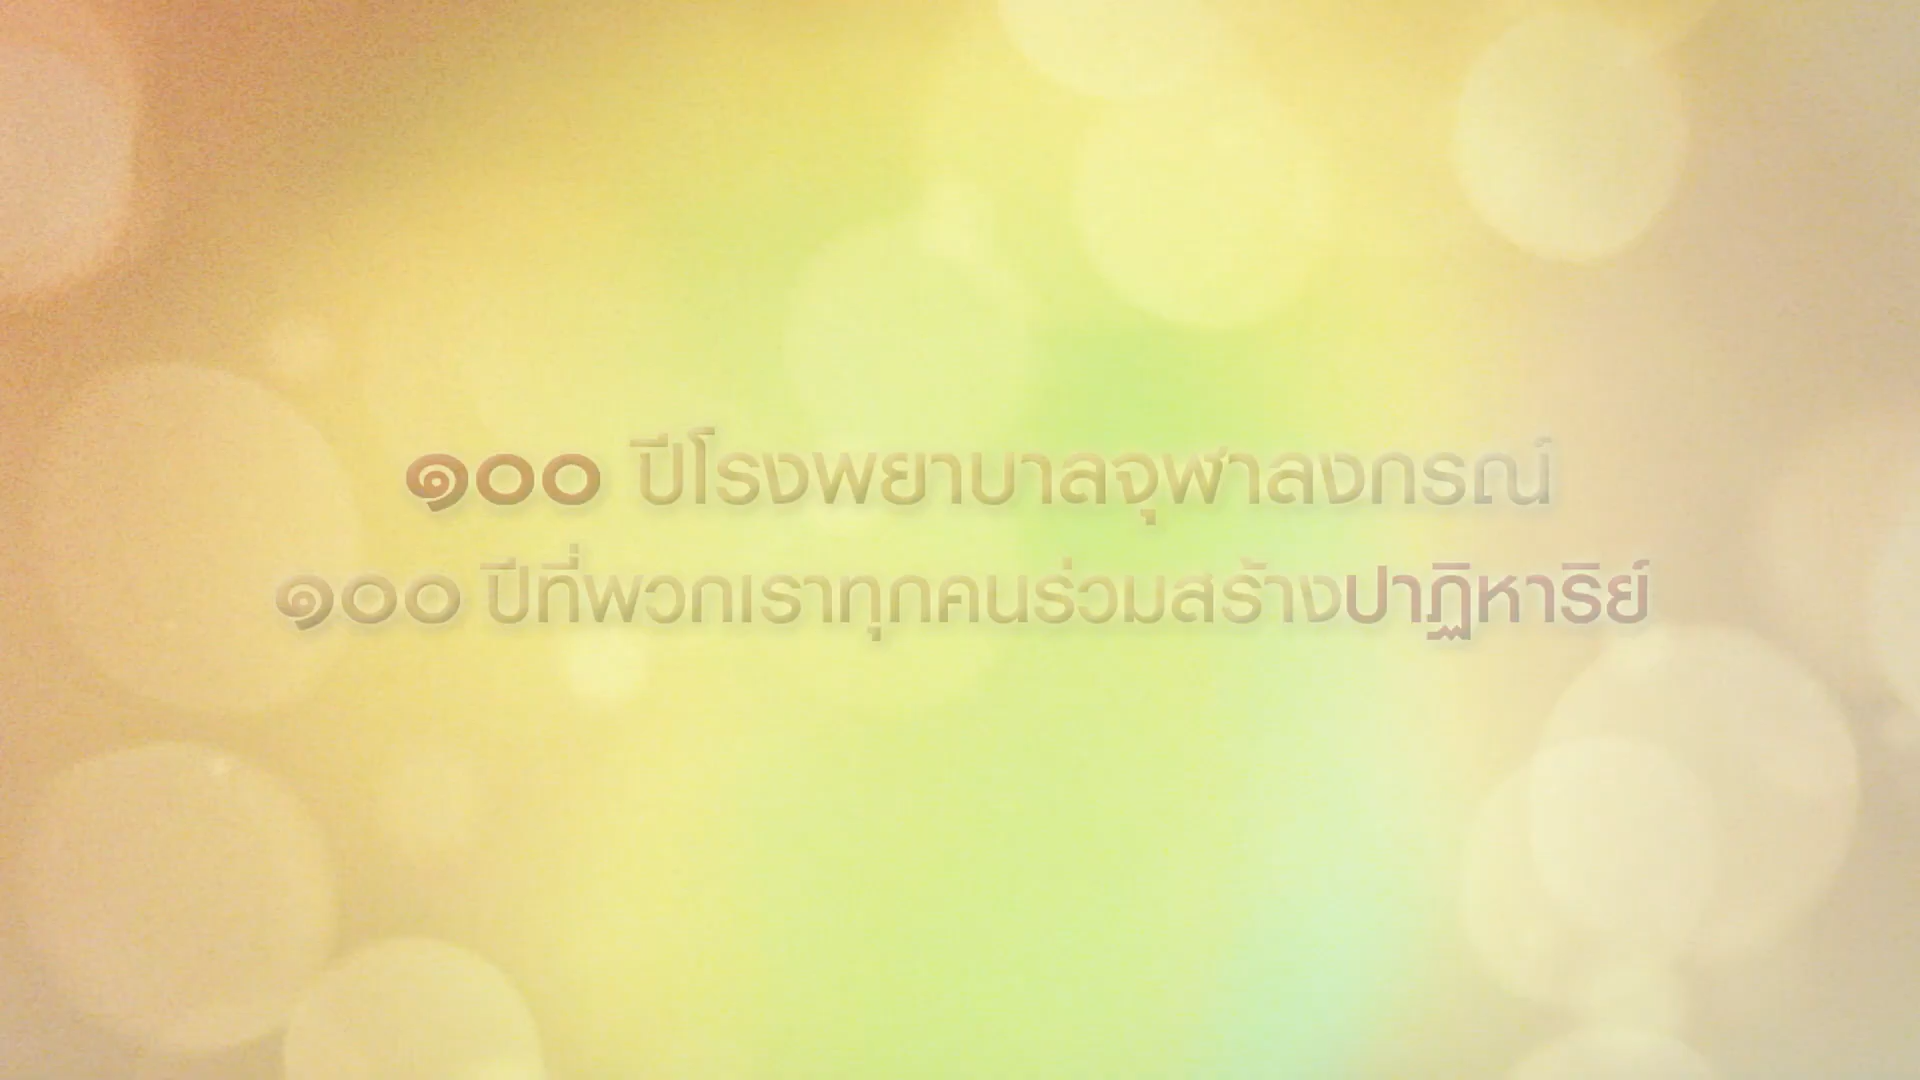 ๑๐๐ ปีโรงพยาบาลจุฬาลงกรณ์
๑๐๐ ปีที่พวกเราทุกคนร่วมสร้างปาฏิหาริย์